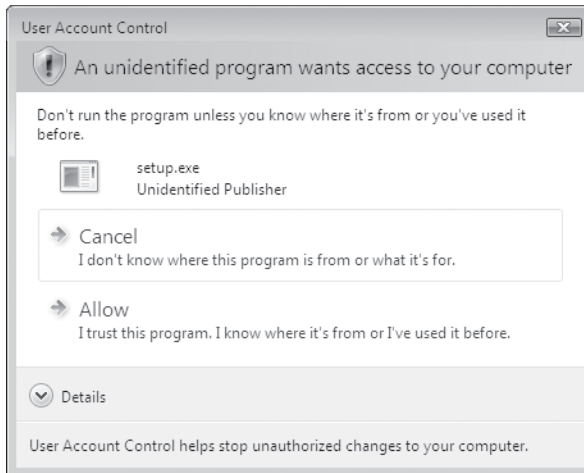 User Account Control
An unidentified program wants access to your computer
Don't run the program unless you know where it's from or you've used it
before.
setup.exe
Unidentified Publisher
Cancel
I don't know where this program is from or what it's for.
Allow
I trust this program. I know where it's from or I've used it before.
Details
User Account Control helps stop unauthorized changes to your computer.